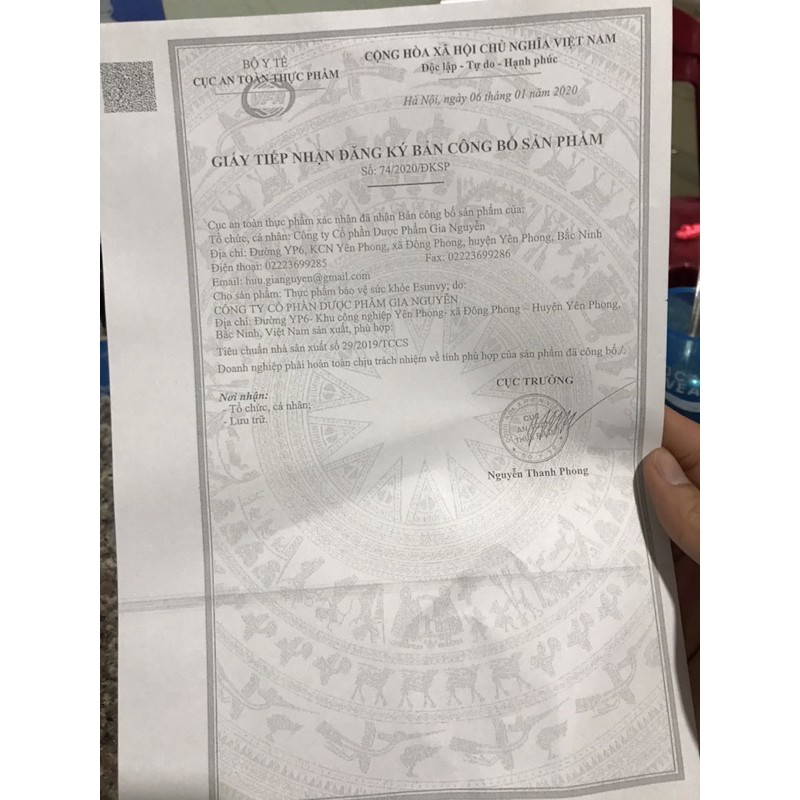 BỘ Y TẾ
CỤC AN TOÀN THỰC PHẨM
CỘNG HÒA XÃ HỘI CHỦ NGHĨA VIỆT NAM
Độc lập - Tự do - Hạnh phúc
Hà Nội, ngày 06 tháng 01 năm 2020
GIẤY TIẾP NHẬN ĐĂNG KÝ BẢN CÔNG BỐ SẢN PHẨM
Số: 74/2020/ĐKSP
Cục an toàn thực phẩm xác nhận đã nhận Bản công bố sản phẩm của:
Tổ chức, cá nhân: Công ty Cổ phần Dược Phẩm Gia Nguyễn
Địa chỉ: Đường YP6, KCN Yên Phong, xã Đông Phong, huyện Yên Phong, Bắc Ninh
Điện thoại: 02223699285 Fax: 02223699286
Email: huu.gianguyen@gmail.com
Cho sản phẩm: Thực phẩm bảo vệ sức khỏe Esunvy; do:
CÔNG TY CỔ PHẦN DƯỢC PHẨM GIA NGUYỄN
Địa chỉ: Đường YP6- Khu công nghiệp Yên Phong- xã Đông Phong – Huyện Yên Phong,
Bắc Ninh, Việt Nam sản xuất, phù hợp:
Tiêu chuẩn nhà sản xuất số 29/2019/TCCS
Doanh nghiệp phải hoàn toàn chịu trách nhiệm về tính phù hợp của sản phẩm đã công bố./.
Nơi nhận:
- Tổ chức, cá nhân;
- Lưu trữ.
CỤC TRƯỞNG
CỤC
AN TOÀN
Nguyễn Thanh Phong